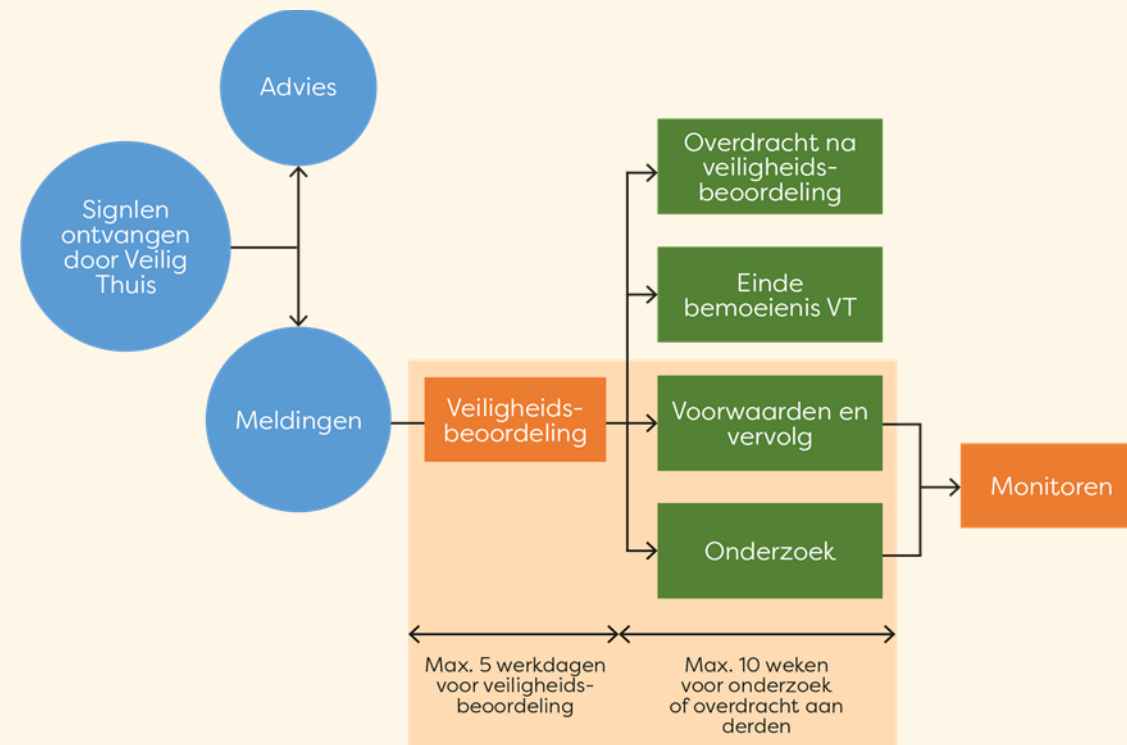 Advies
Signlen
ontvangen
door Veilig
Thuis
Meldingen
Veiligheids-
beoordeling
Overdracht na
veiligheids-
beoordeling
Einde
bemoeienis VT
Voorwaarden en
vervolg
Onderzoek
Monitoren
Max. 5 werkdagen
voor veiligheids-
beoordeling
Max. 10 weken
voor onderzoek
of overdracht aan
derden